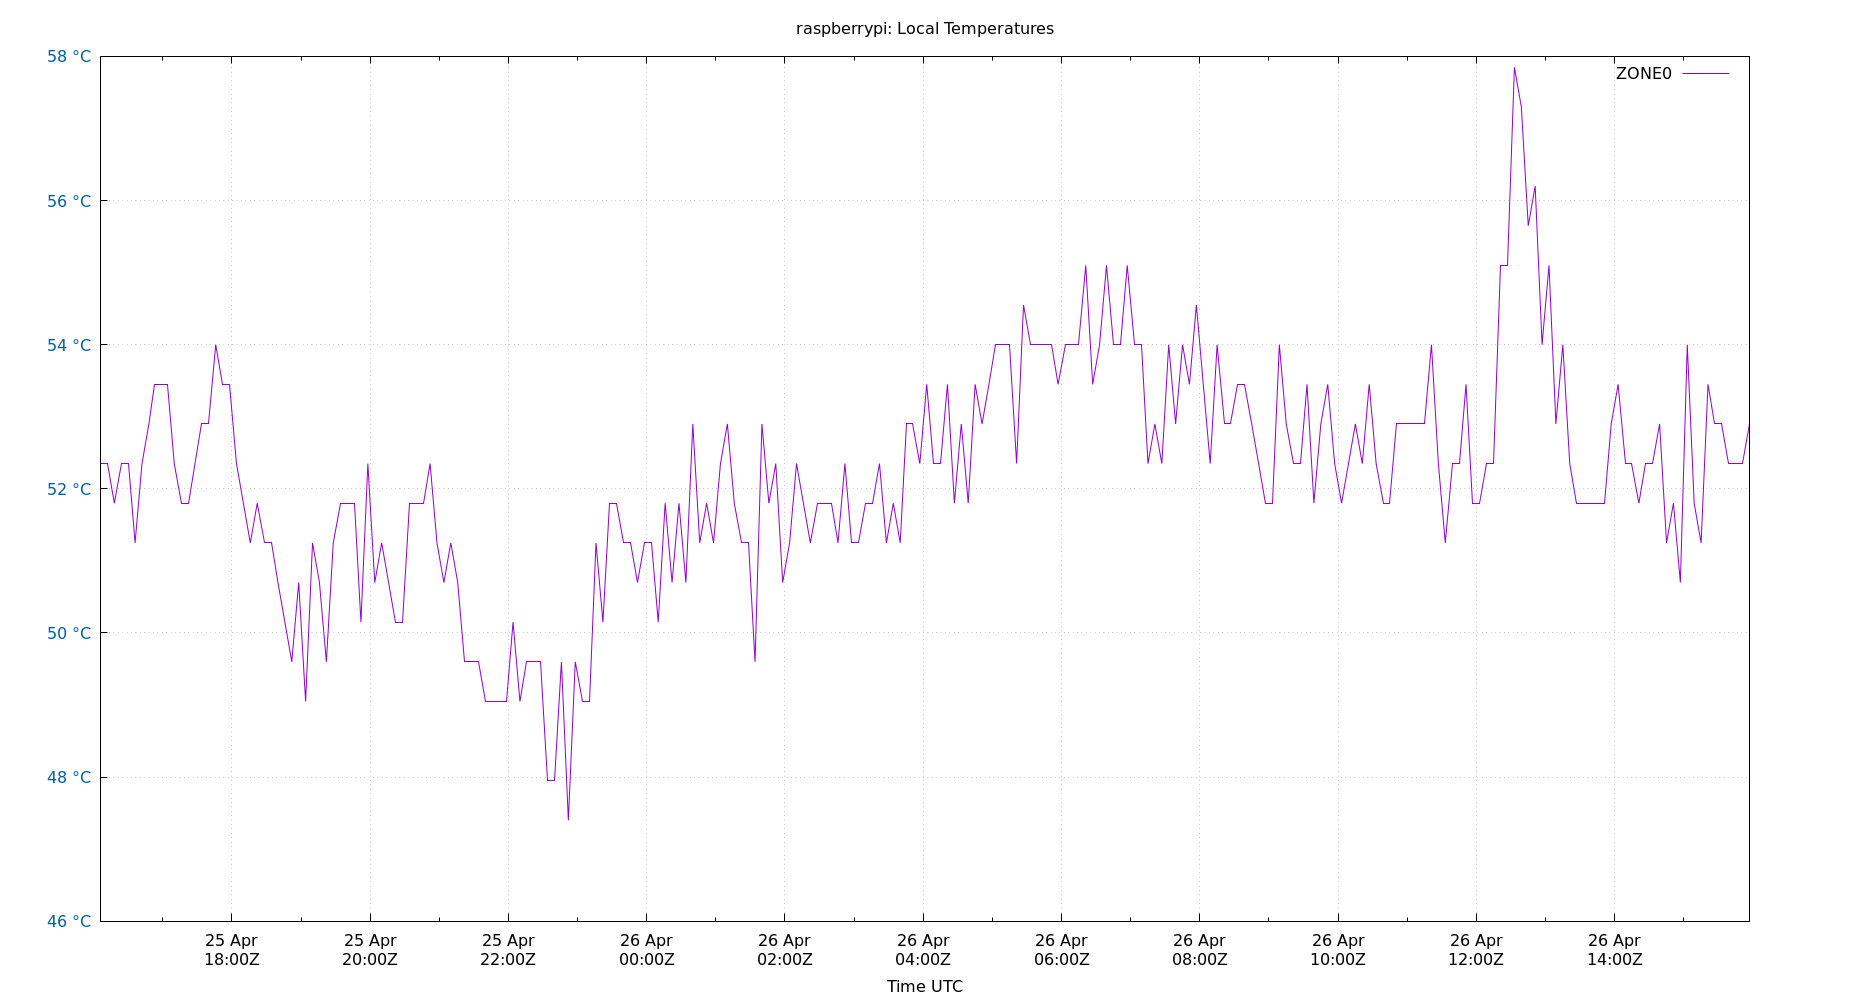 raspberrypi: Local Temperatures
ZONE0
58 °C
56 °C
54 °C
52 °C
50 °C
48 °C
46 °C
25 Apr 25 Apr 25 Apr 26 Apr 26 Apr 26 Apr 26 Apr 26 Apr 26 Apr 26 Apr 26 Apr
18:00Z 20:00Z 22:00Z 00:00Z 02:00Z 04:00Z 06:00Z 08:00Z 10:00Z 12:00Z 14:00Z
Time UTC